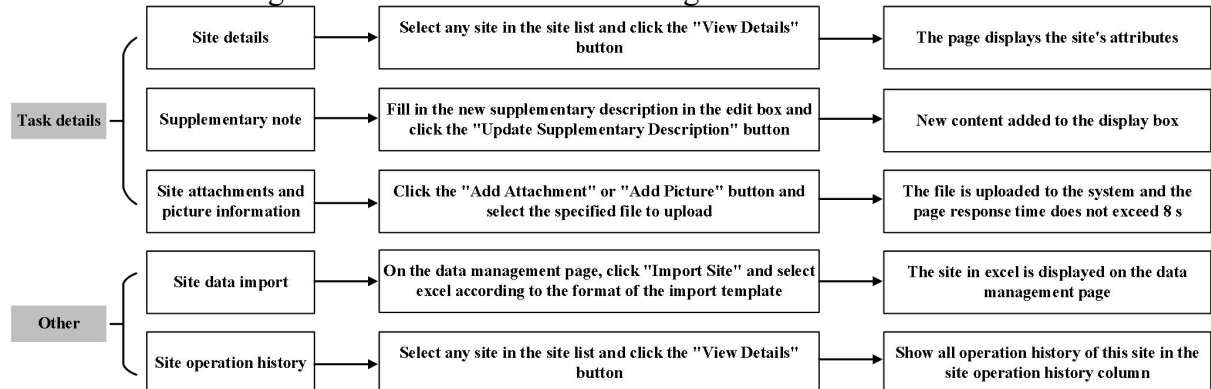 Site details
Select any site in the site list and click the "View Details"
button
The page displays the site's attributes
Task details
Supplementary note
Fill in the new supplementary description in the edit box and
click the "Update Supplementary Description" button
New content added to the display box
Site attachments and
picture information
Click the "Add Attachment" or "Add Picture" button and
select the specified file to upload
The file is uploaded to the system and the
page response time does not exceed 8 s
Site data import
On the data management page, click "Import Site" and select
excel according to the format of the import template
The site in excel is displayed on the data
management page
Other
Site operation history
Select any site in the site list and click the "View Details"
button
Show all operation history of this site in the
site operation history column